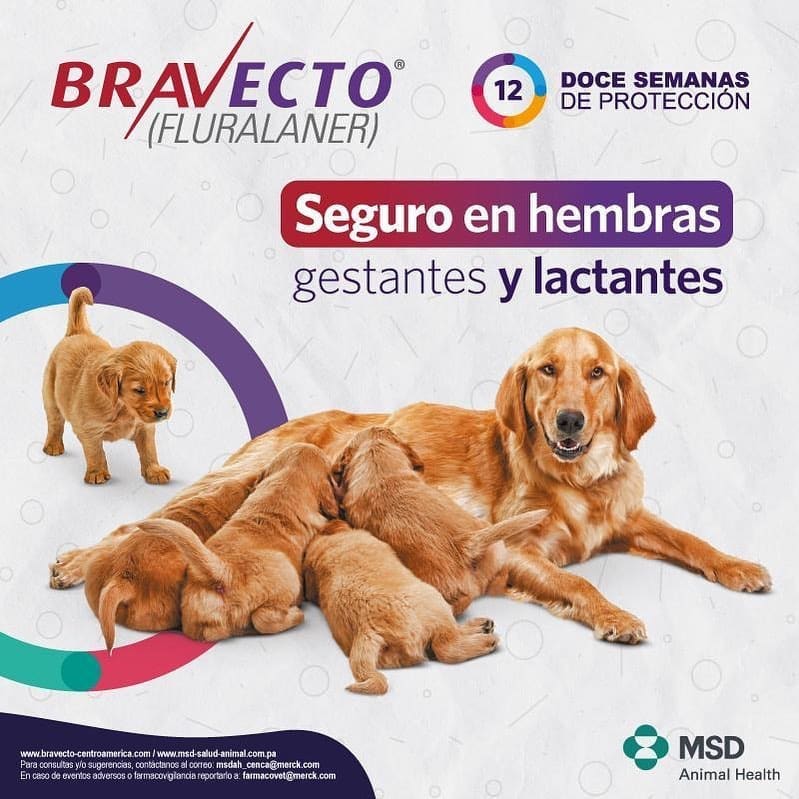 BRAVECTO®
(FLURALANER)
12
DOCE SEMANAS
DE PROTECCIÓN
Seguro en hembras
gestantes y lactantes
www.bravecto-centroamerica.com / www.msd-salud-animal.com.pa
Para consultas y/o sugerencias, contáctanos al correo: msdah_cenca@merck.com
En caso de eventos adversos o farmacovigilancia reportarlo a: farmacovet@merck.com
MSD
Animal Health